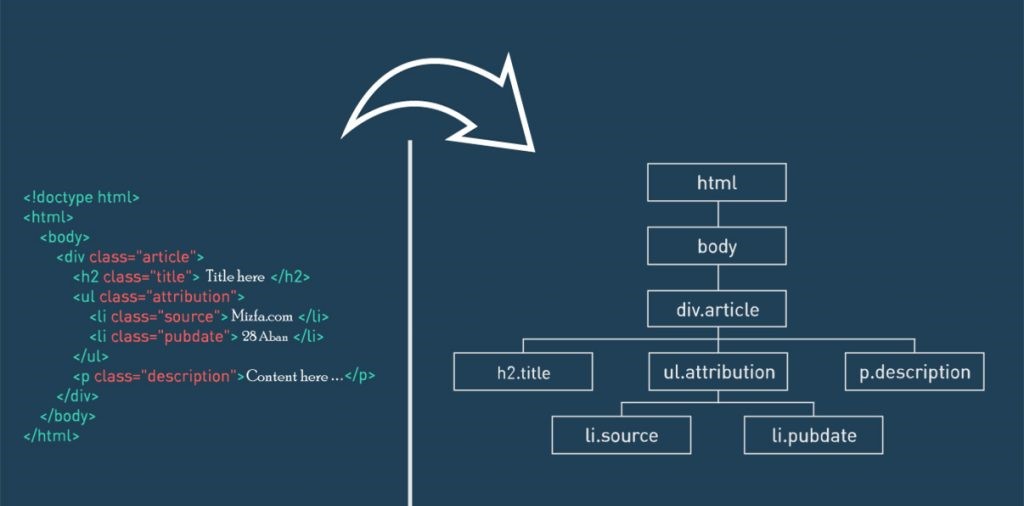 <!doctype html>
<html>
<body>
<div class="article">
<h2 class="title"> Title here </h2>
<ul class="attribution">
<li class="source"> Mizfa.com </li>
<li class="pubdate"> 28 Aban </li>
</ul>
<p class="description">Content here ...</p>
</div>
</body>
</html>
html
body
div.article
h2.title
ul.attribution
p.description
li.source
li.pubdate